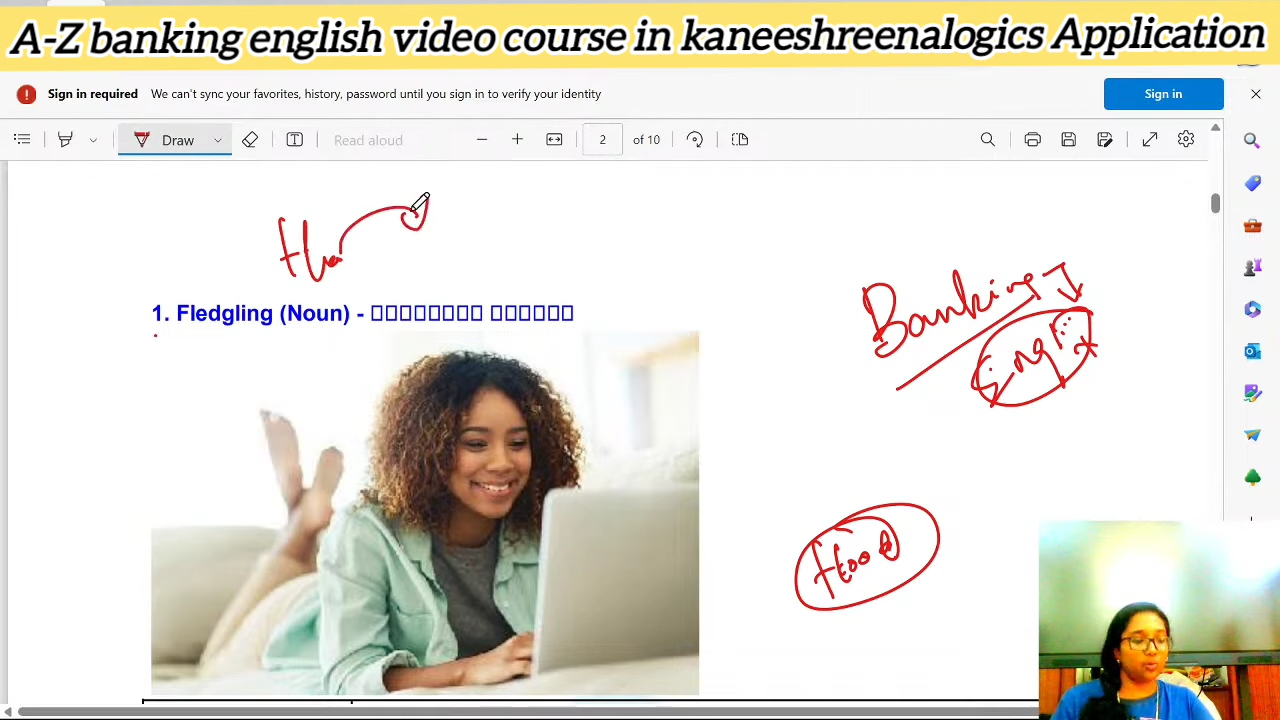 A-Z banking english video course in kaneeshreenalogics Application
Sign in required We can't sync your favorites, history, password until you sign in to verify your identity Sign in
Draw Read aloud 2 of 10
1. Fledgling (Noun) -
Banking